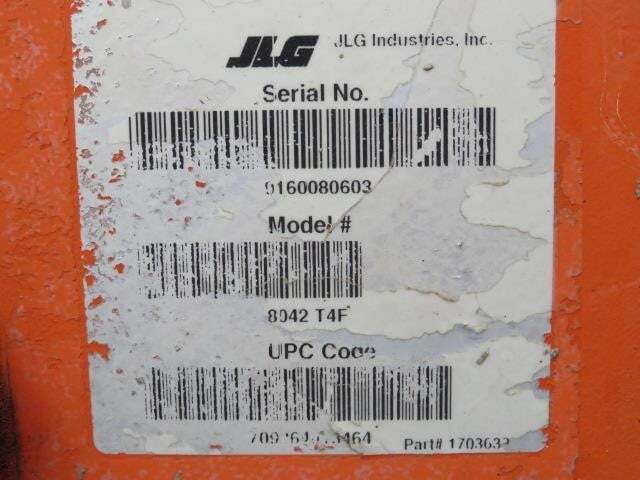 JLG JLG Industries, Inc.
Serial No.
0160080603
Model #
8042 T4F
UPC Code
Part# 1703632